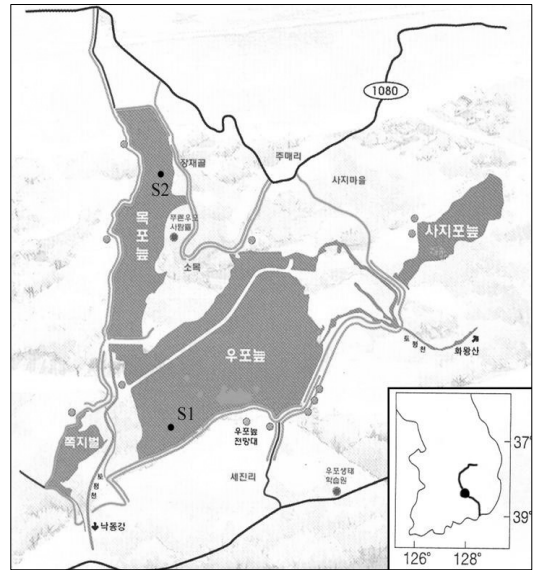 1080
장재골
주매리
S2
사지마을
목포늪
푸른우포
사람들
사지포늪
소목
우포늪
토평천
화왕산
S1
우포늪
전망대
쪽지벌
세진리
우포생태
학습원
토평천
낙동강
37°
39°
126°
128°